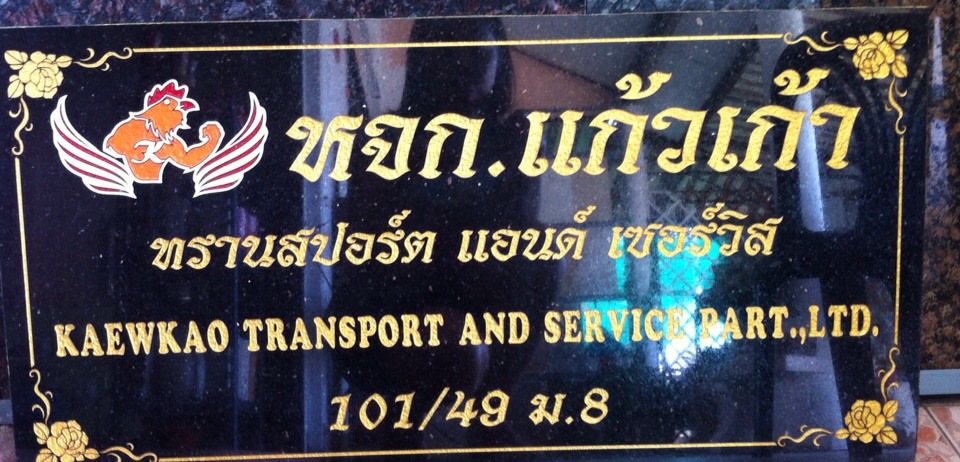 หจก.แก้วเก้า
ทรานสปอร์ต แอนด์ เซอร์วิส
KAEWKAO TRANSPORT AND SERVICE PART.,LTD.
101/49 ม.8